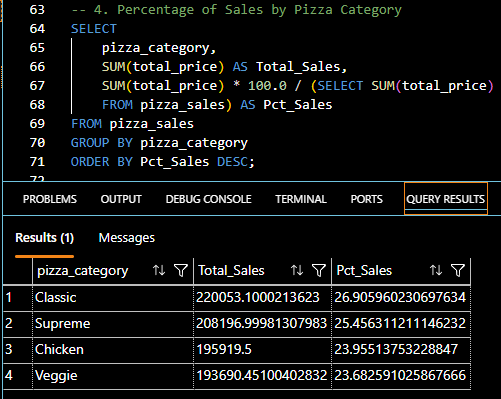 63 -- 4. Percentage of Sales by Pizza Category
64 SELECT
65 pizza_category,
66 SUM(total_price) AS Total_Sales,
67 SUM(total_price) * 100.0 / (SELECT SUM(total_price)
68 FROM pizza_sales) AS Pct_Sales
69 FROM pizza_sales
70 GROUP BY pizza_category
71 ORDER BY Pct_Sales DESC;
72
PROBLEMS OUTPUT DEBUG CONSOLE TERMINAL PORTS QUERY RESULTS
Results (1) Messages
pizza_category Total_Sales Pct_Sales
1 Classic 220053.1000213623 26.905960230697634
2 Supreme 208196.99981307983 25.456311211146232
3 Chicken 195919.5 23.95513753228847
4 Veggie 193690.45100402832 23.682591025867666